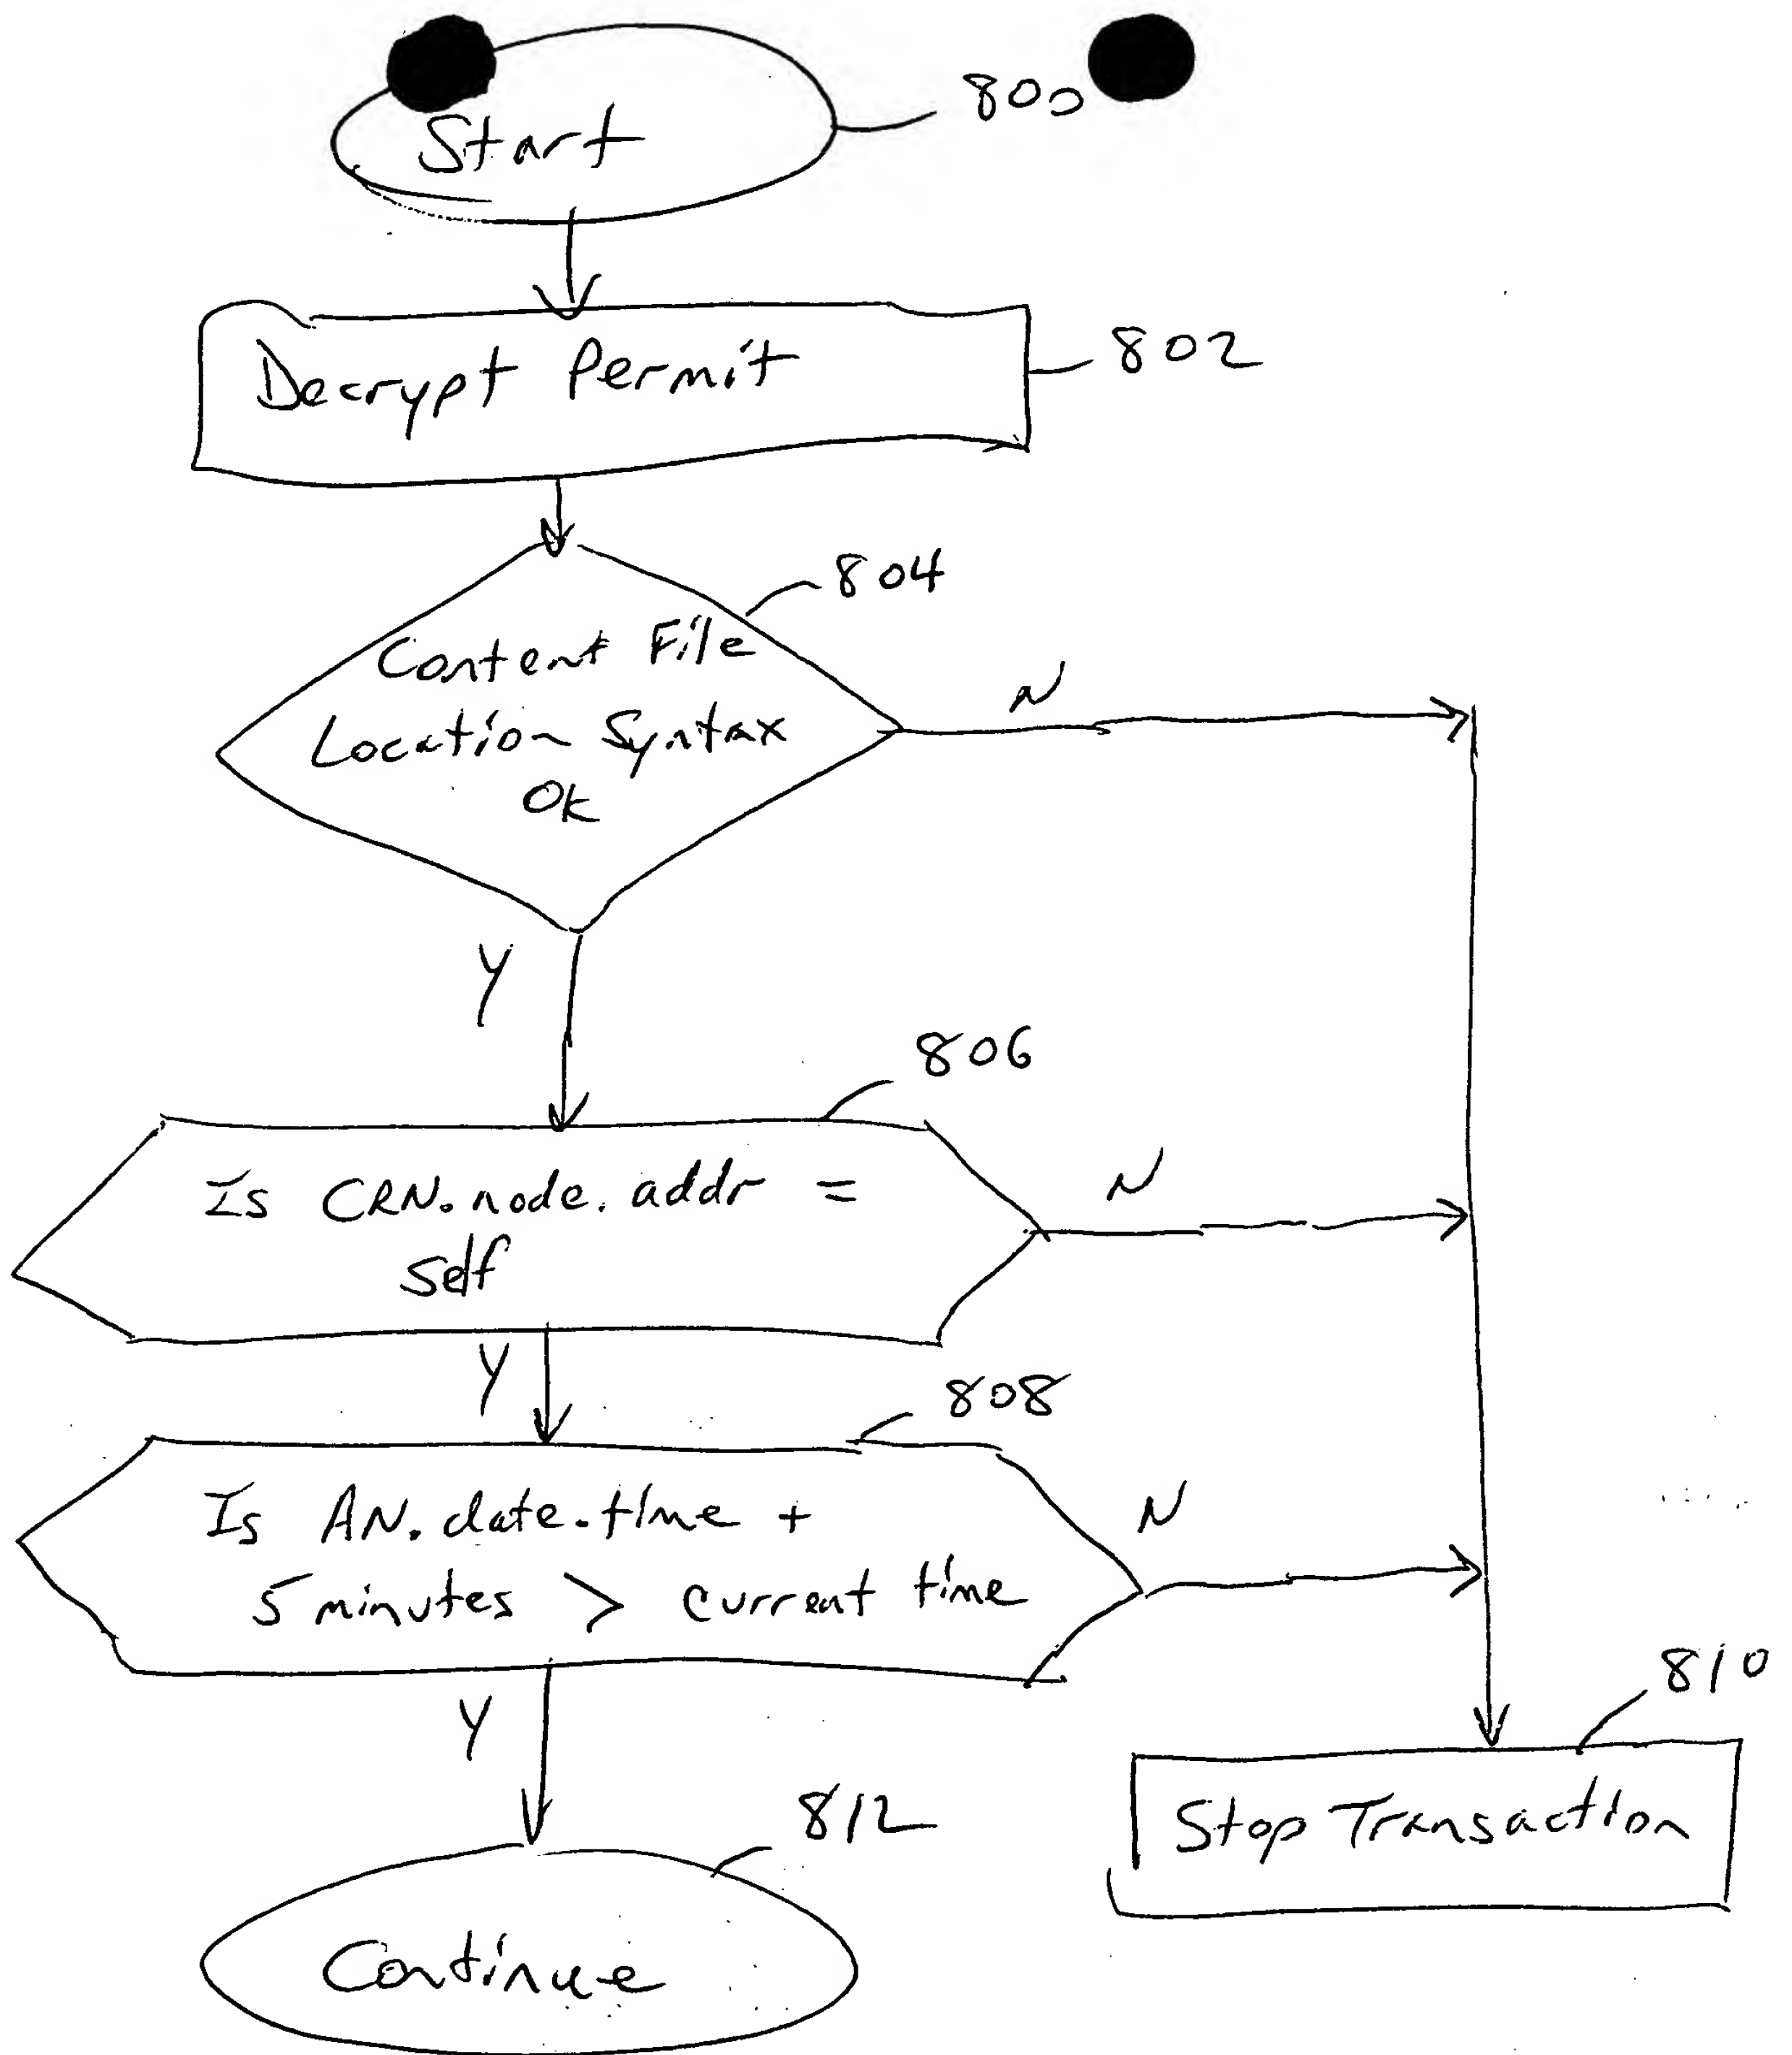 Start
800
Decrypt Permit
802
804
Content File
Location Syntax
Ok
N
Y
806
Is CRN.node.addr =
Self
N
Y
808
Is AN.date.time +
5 minutes > current time
N
Y
810
Stop Transaction
812
Continue